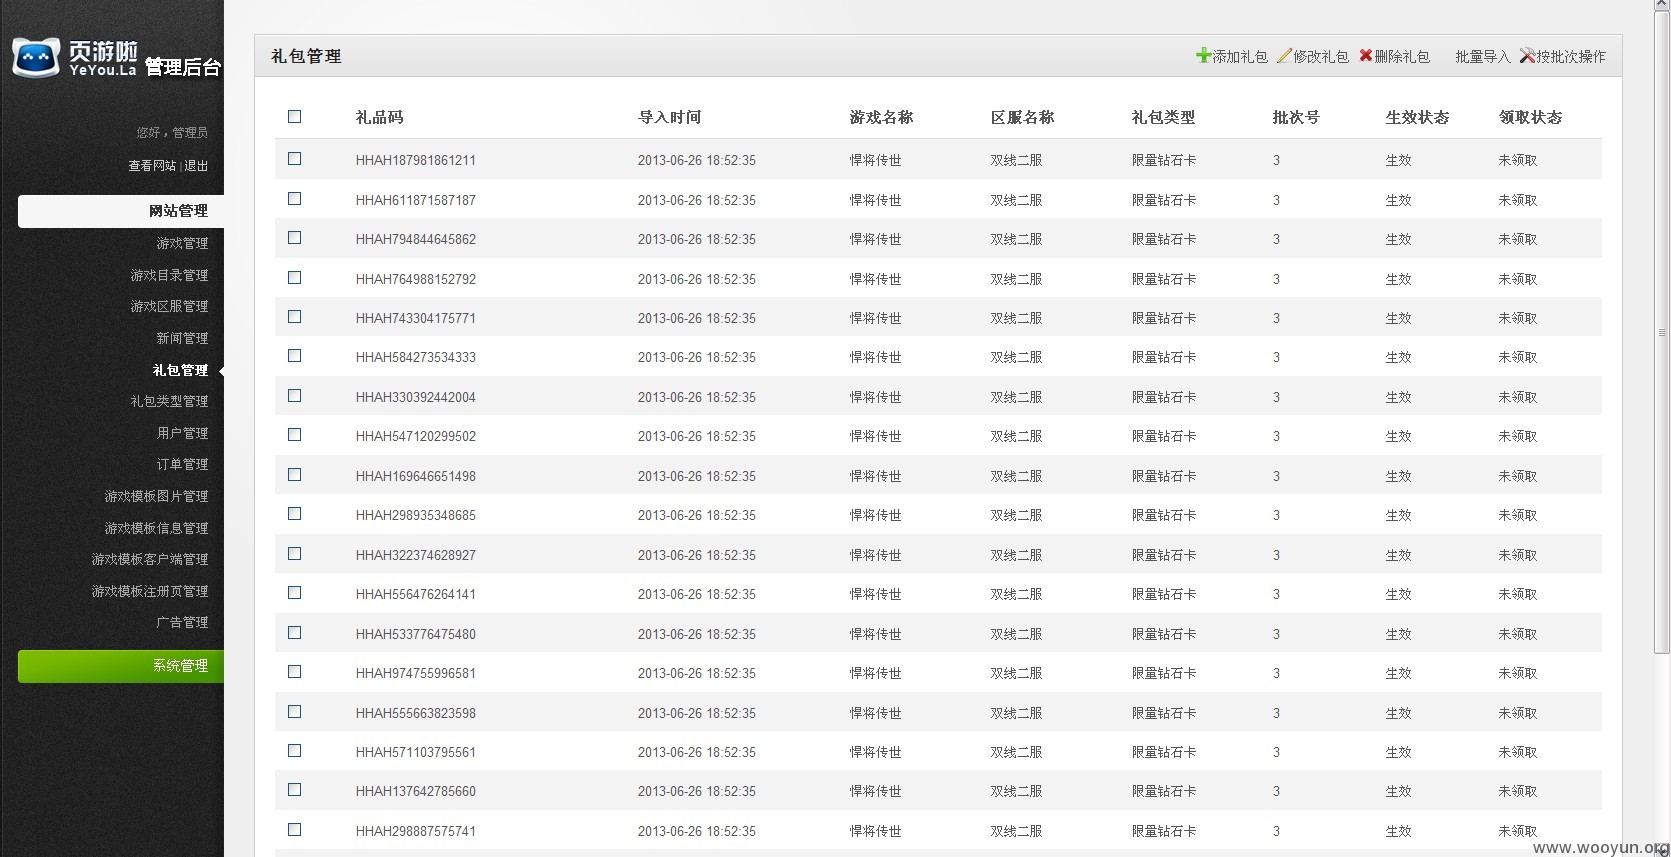 页游啦
YeYou.La 管理后台
您好，管理员
查看网站 | 退出
网站管理
游戏管理
游戏目录管理
游戏区服管理
新闻管理
礼包管理
礼包类型管理
用户管理
订单管理
游戏模板图片管理
游戏模板信息管理
游戏模板客户端管理
游戏模板注册页管理
广告管理
系统管理
礼包管理 添加礼包 修改礼包 删除礼包 批量导入 按批次操作
礼品码 导入时间 游戏名称 区服名称 礼包类型 批次号 生效状态 领取状态
HHAH187981861211 2013-06-26 18:52:35 悍将传世 双线二服 限量钻石卡 3 生效 未领取
HHAH611871587187 2013-06-26 18:52:35 悍将传世 双线二服 限量钻石卡 3 生效 未领取
HHAH794844645862 2013-06-26 18:52:35 悍将传世 双线二服 限量钻石卡 3 生效 未领取
HHAH764988152792 2013-06-26 18:52:35 悍将传世 双线二服 限量钻石卡 3 生效 未领取
HHAH743304175771 2013-06-26 18:52:35 悍将传世 双线二服 限量钻石卡 3 生效 未领取
HHAH584273534333 2013-06-26 18:52:35 悍将传世 双线二服 限量钻石卡 3 生效 未领取
HHAH330392442004 2013-06-26 18:52:35 悍将传世 双线二服 限量钻石卡 3 生效 未领取
HHAH547120299502 2013-06-26 18:52:35 悍将传世 双线二服 限量钻石卡 3 生效 未领取
HHAH169646651498 2013-06-26 18:52:35 悍将传世 双线二服 限量钻石卡 3 生效 未领取
HHAH298935348685 2013-06-26 18:52:35 悍将传世 双线二服 限量钻石卡 3 生效 未领取
HHAH322374628927 2013-06-26 18:52:35 悍将传世 双线二服 限量钻石卡 3 生效 未领取
HHAH556476264141 2013-06-26 18:52:35 悍将传世 双线二服 限量钻石卡 3 生效 未领取
HHAH533776475480 2013-06-26 18:52:35 悍将传世 双线二服 限量钻石卡 3 生效 未领取
HHAH974755996581 2013-06-26 18:52:35 悍将传世 双线二服 限量钻石卡 3 生效 未领取
HHAH555663823598 2013-06-26 18:52:35 悍将传世 双线二服 限量钻石卡 3 生效 未领取
HHAH571103795561 2013-06-26 18:52:35 悍将传世 双线二服 限量钻石卡 3 生效 未领取
HHAH137642785660 2013-06-26 18:52:35 悍将传世 双线二服 限量钻石卡 3 生效 未领取
HHAH298887575741 2013-06-26 18:52:35 悍将传世 双线二服 限量钻石卡 3 生效 未领取
www.wooyun.org